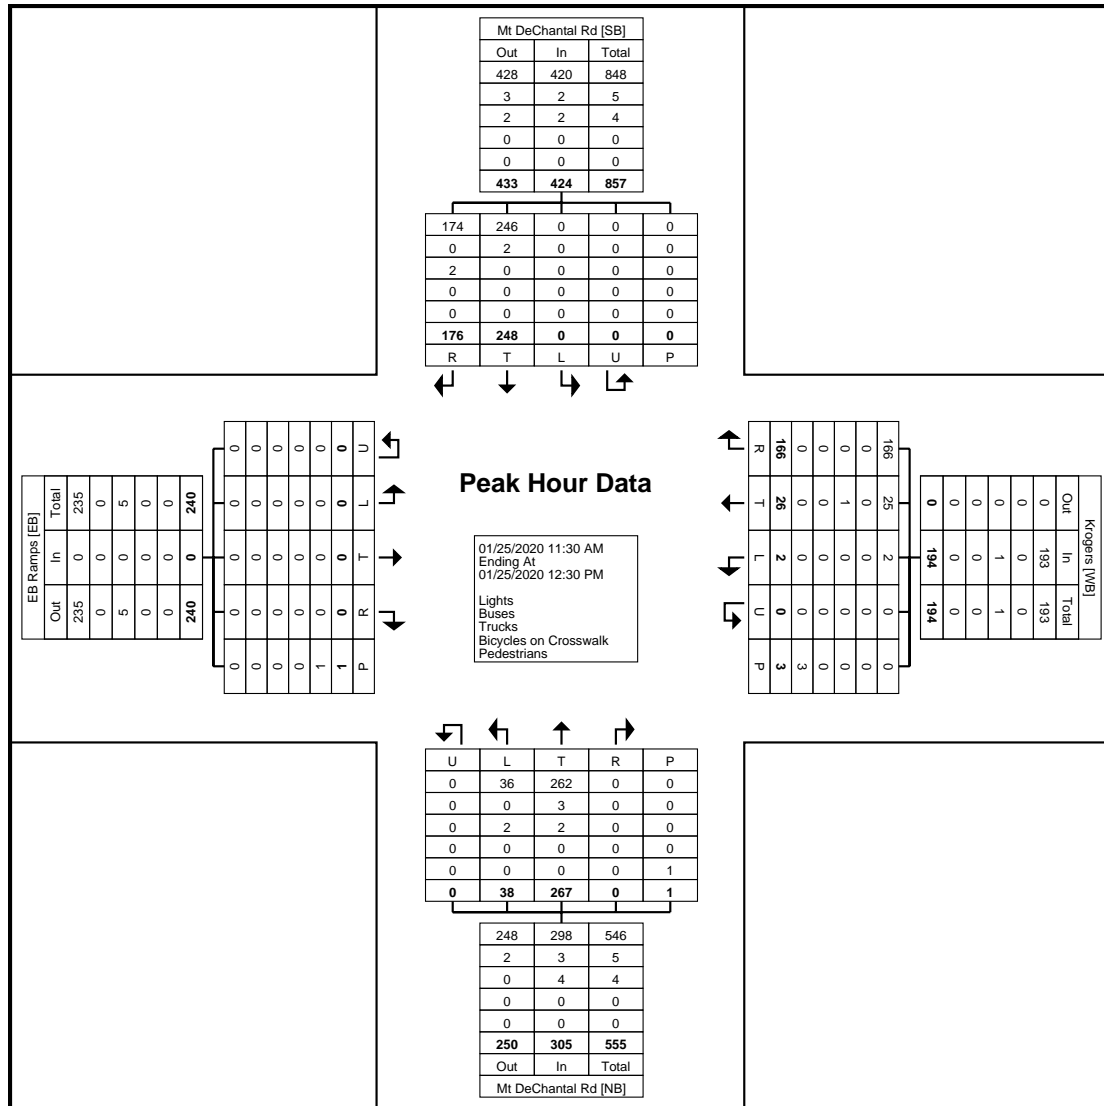 Mt DeChantal Rd [SB]
Out In Total
428 420 848
3 2 5
2 2 4
0 0 0
0 0 0
433 424 857
174 246 0 0 0
0 2 0 0 0
2 0 0 0 0
0 0 0 0 0
0 0 0 0 0
176 248 0 0 0
R T L U P
EB Ramps [EB]
Total 235 0 5 0 0 240
In 0 0 0 0 0 0
Out 235 0 5 0 0 240
0 0 0 0 0 0 U
0 0 0 0 0 0 L
0 0 0 0 0 0 T
0 0 0 0 0 0 R
0 0 0 0 1 1 P
Peak Hour Data
01/25/2020 11:30 AM
Ending At
01/25/2020 12:30 PM
Lights
Buses
Trucks
Bicycles on Crosswalk
Pedestrians
R 166 0 0 0 0 166
T 26 0 0 1 0 25
L 2 0 0 0 0 2
U 0 0 0 0 0 0
P 3 3 0 0 0 0
0 0 0 1 0 0 Out
194 0 0 1 0 193 In
194 0 0 1 0 193 Total
Krogers [WB]
U L T R P
0 36 262 0 0
0 0 3 0 0
0 2 2 0 0
0 0 0 0 0
0 0 0 0 1
0 38 267 0 1
248 298 546
2 3 5
0 4 4
0 0 0
0 0 0
250 305 555
Out In Total
Mt DeChantal Rd [NB]